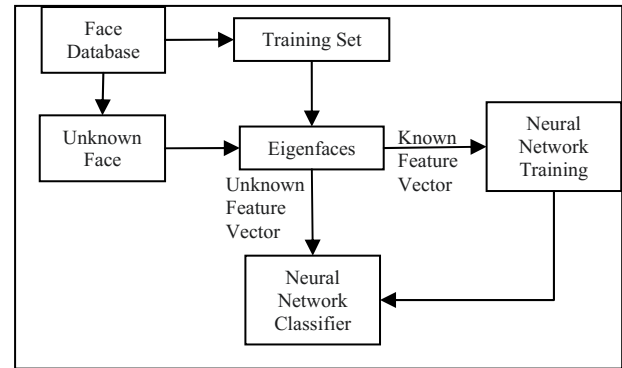 Face
Database
Training Set
Unknown
Face
Eigenfaces
Known
Feature
Vector
Neural
Network
Training
Unknown
Feature
Vector
Neural
Network
Classifier